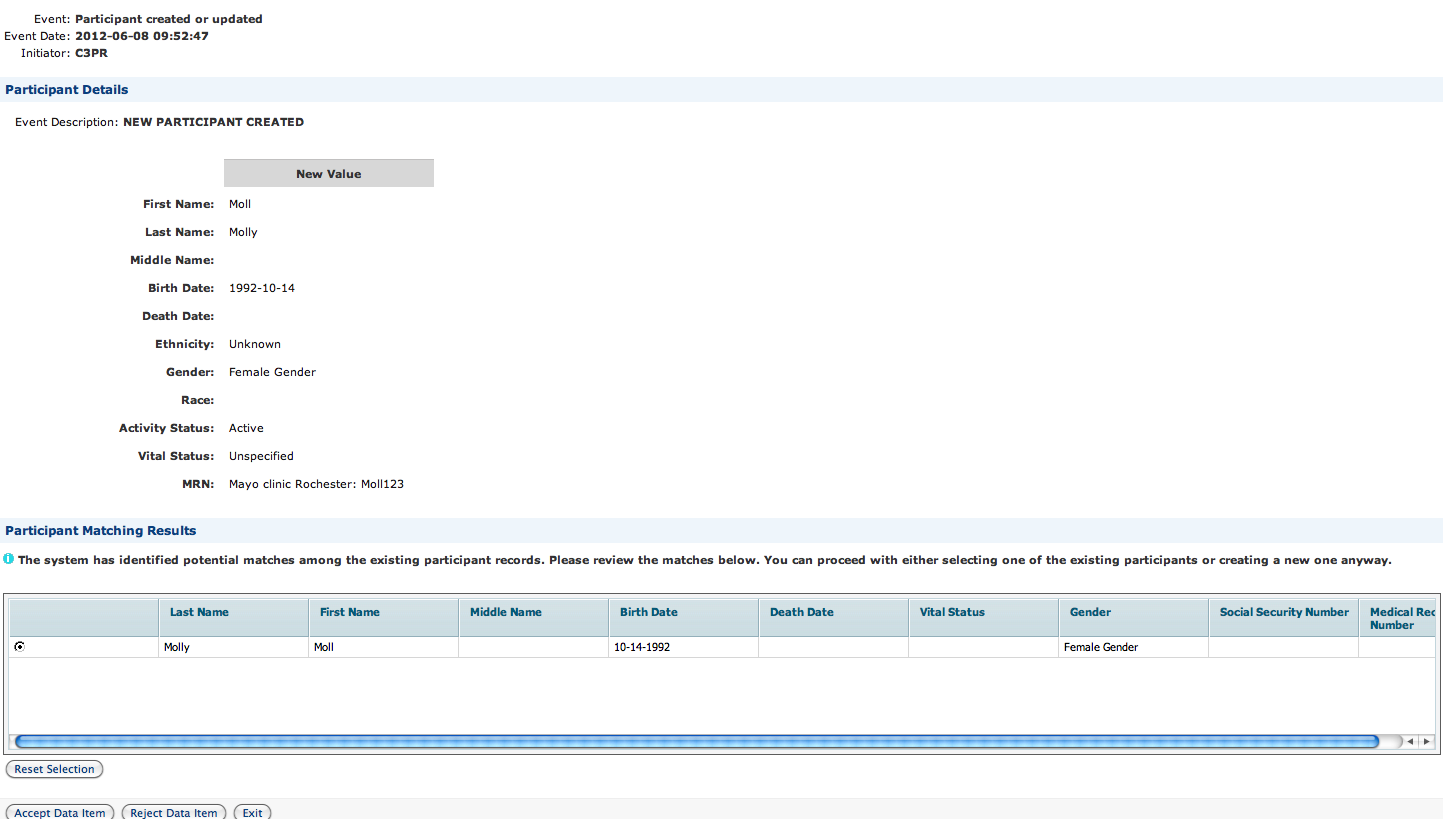 Event: Participant created or updated
Event Date: 2012-06-08 09:52:47
Initiator: C3PR
Participant Details
Event Description: NEW PARTICIPANT CREATED
New Value
First Name: Moll
Last Name: Molly
Middle Name:
Birth Date: 1992-10-14
Death Date:
Ethnicity: Unknown
Gender: Female Gender
Race:
Activity Status: Active
Vital Status: Unspecified
MRN: Mayo clinic Rochester: Moll123
Participant Matching Results
The system has identified potential matches among the existing participant records. Please review the matches below. You can proceed with either selecting one of the existing participants or creating a new one anyway.
Last Name First Name Middle Name Birth Date Death Date Vital Status Gender Social Security Number Medical Rec
Number
Molly Moll 10-14-1992 Female Gender
Reset Selection
Accept Data Item Reject Data Item Exit